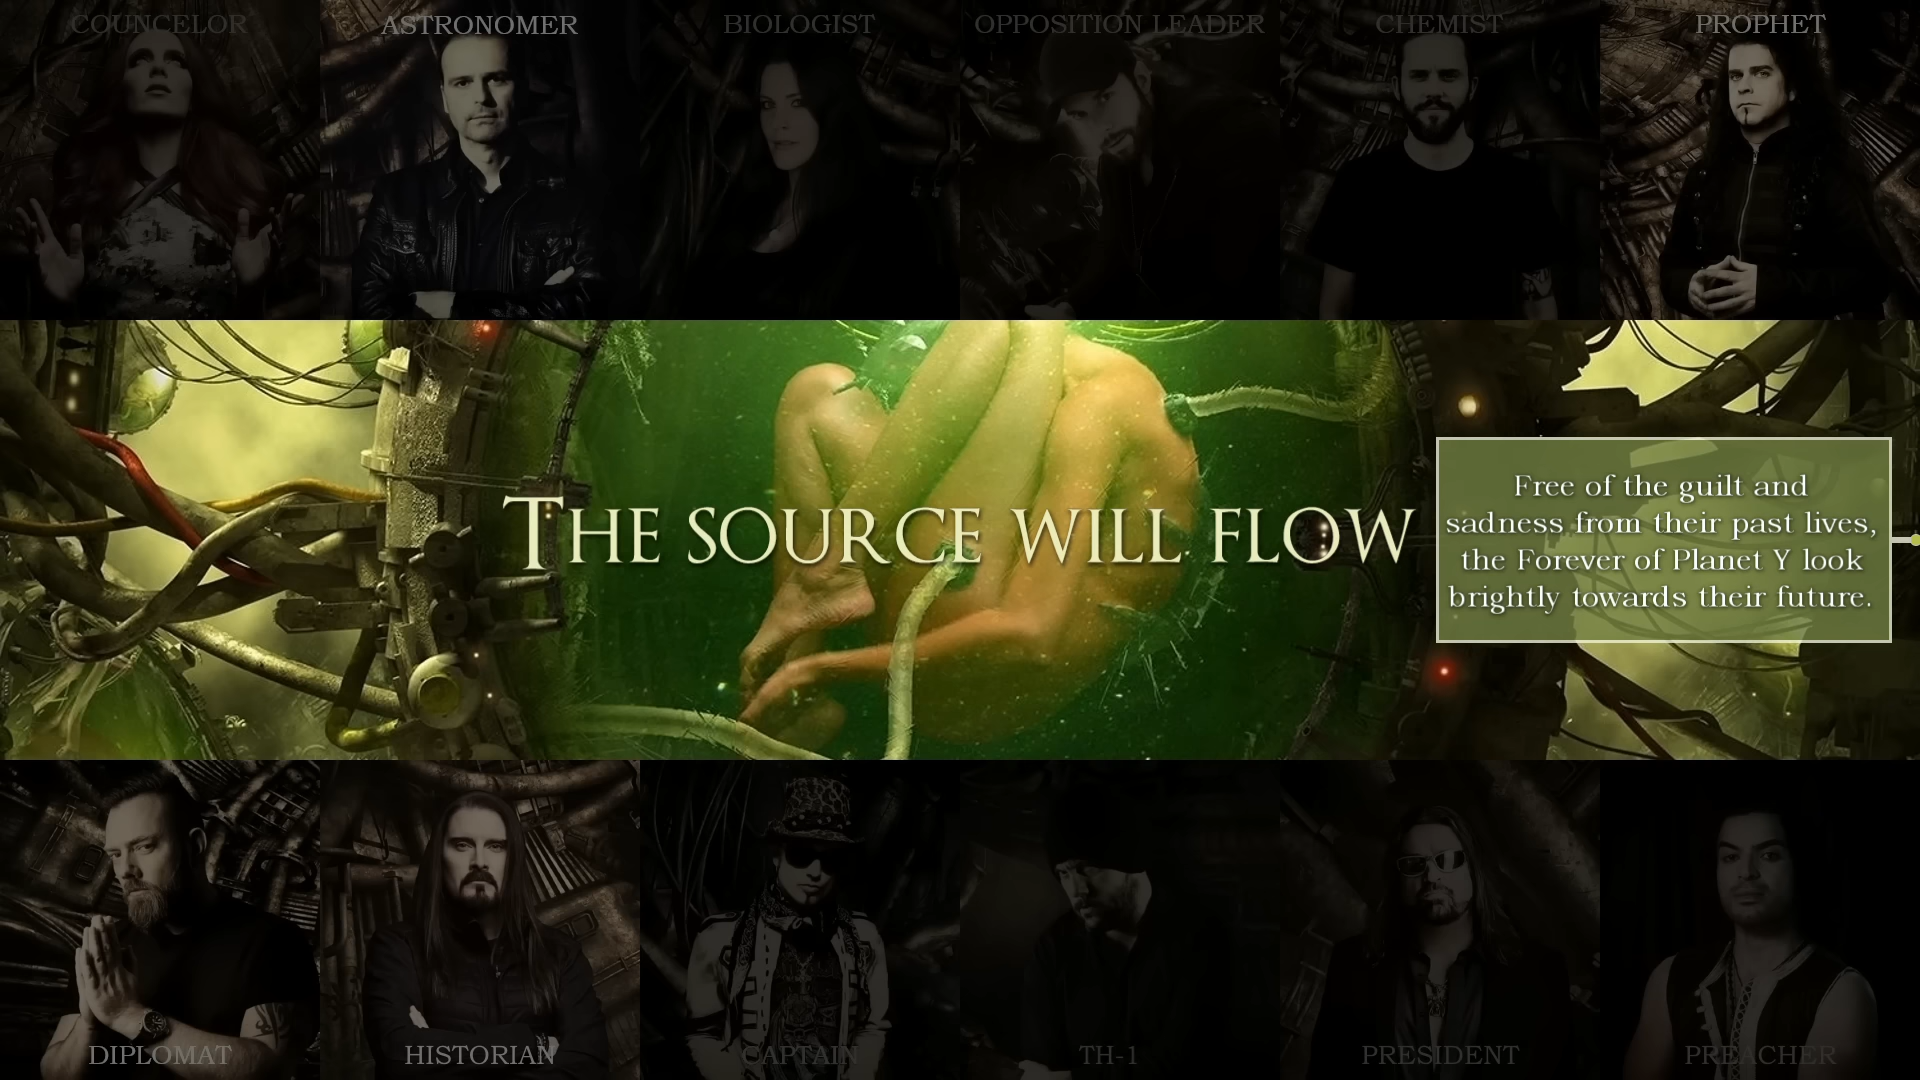 COUNCELOR
ASTRONOMER
BIOLOGIST
OPPOSITION LEADER
CHEMIST
PROPHET
THE SOURCE WILL FLOW
Free of the guilt and
sadness from their past lives,
the Forever of Planet Y look
brightly towards their future.
DIPLOMAT
HISTORIAN
CAPTAIN
TH-1
PRESIDENT
PREACHER